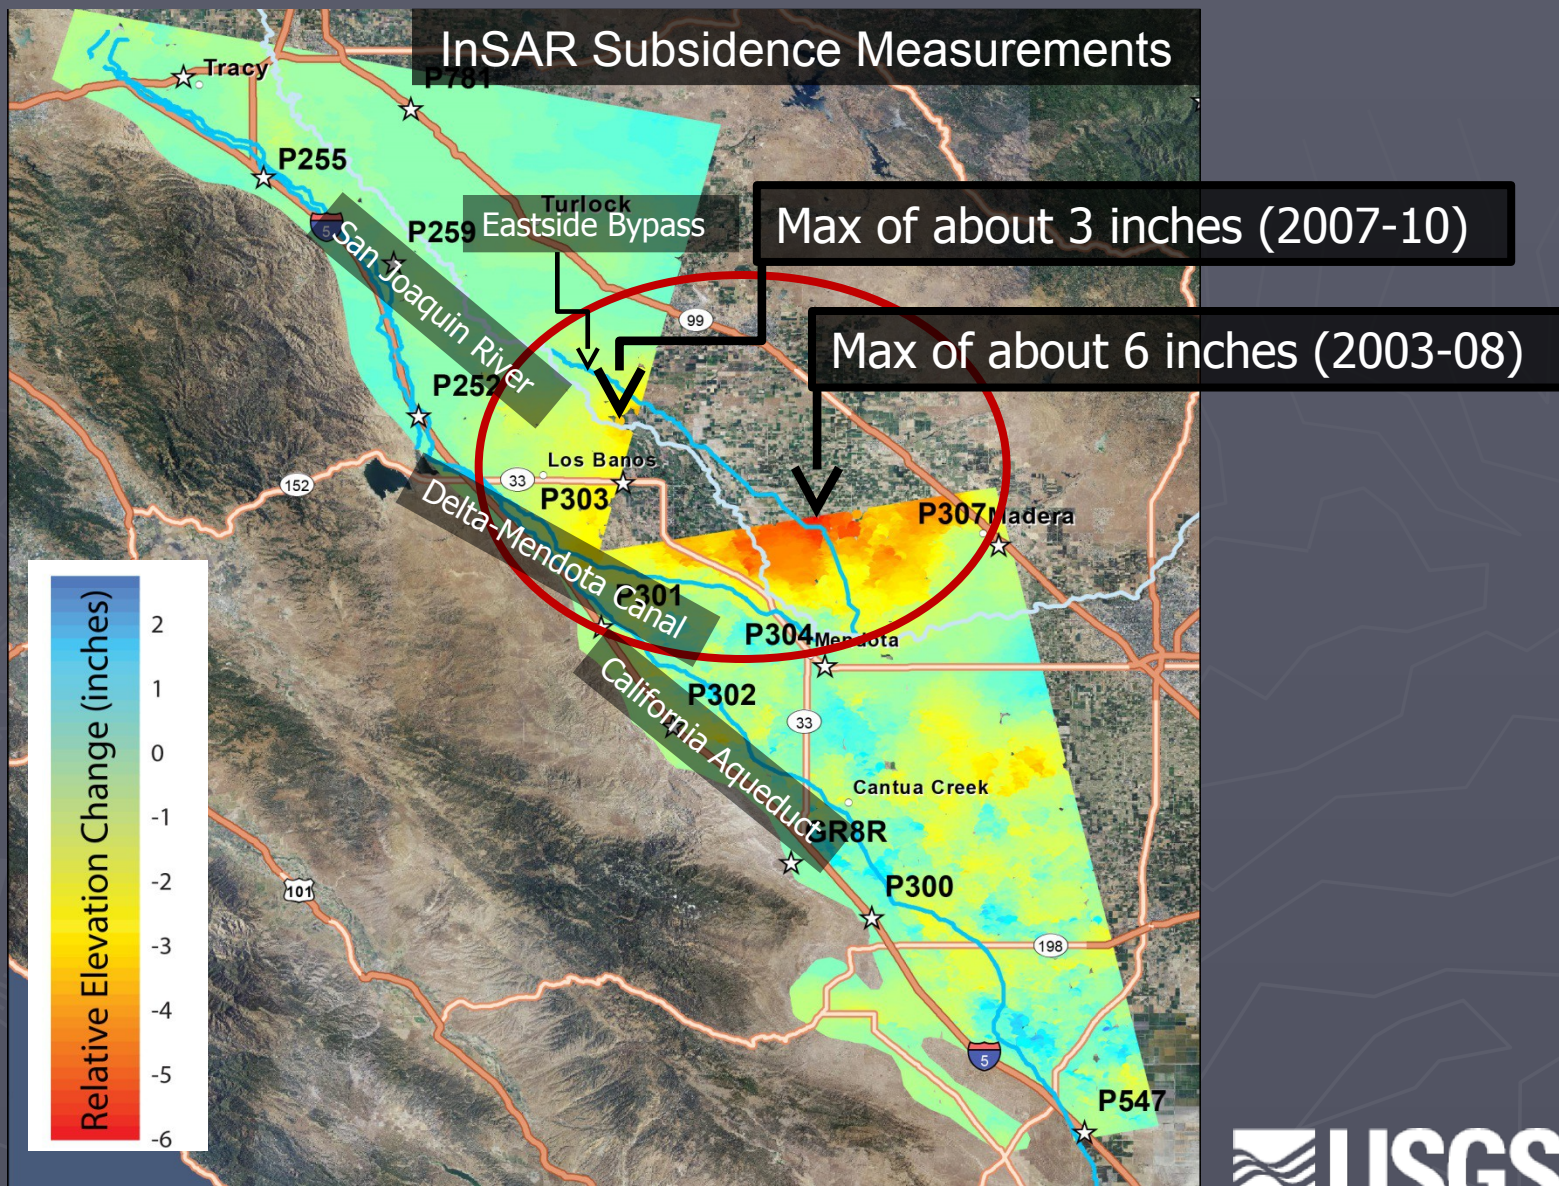 InSAR Subsidence Measurements
Tracy
P781
P255
Turlock
Eastside Bypass
P259
5
San Joaquin River
Max of about 3 inches (2007-10)
99
Max of about 6 inches (2003-08)
P252
Los Banos
152
33
P303
Delta-Mendota Canal
P307
Madera
P301
P304
Mendota
P302
California Aqueduct
33
Cantua Creek
GR8R
P300
101
198
5
P547
Relative Elevation Change (inches)
2
1
0
-1
-2
-3
-4
-5
-6
USGS